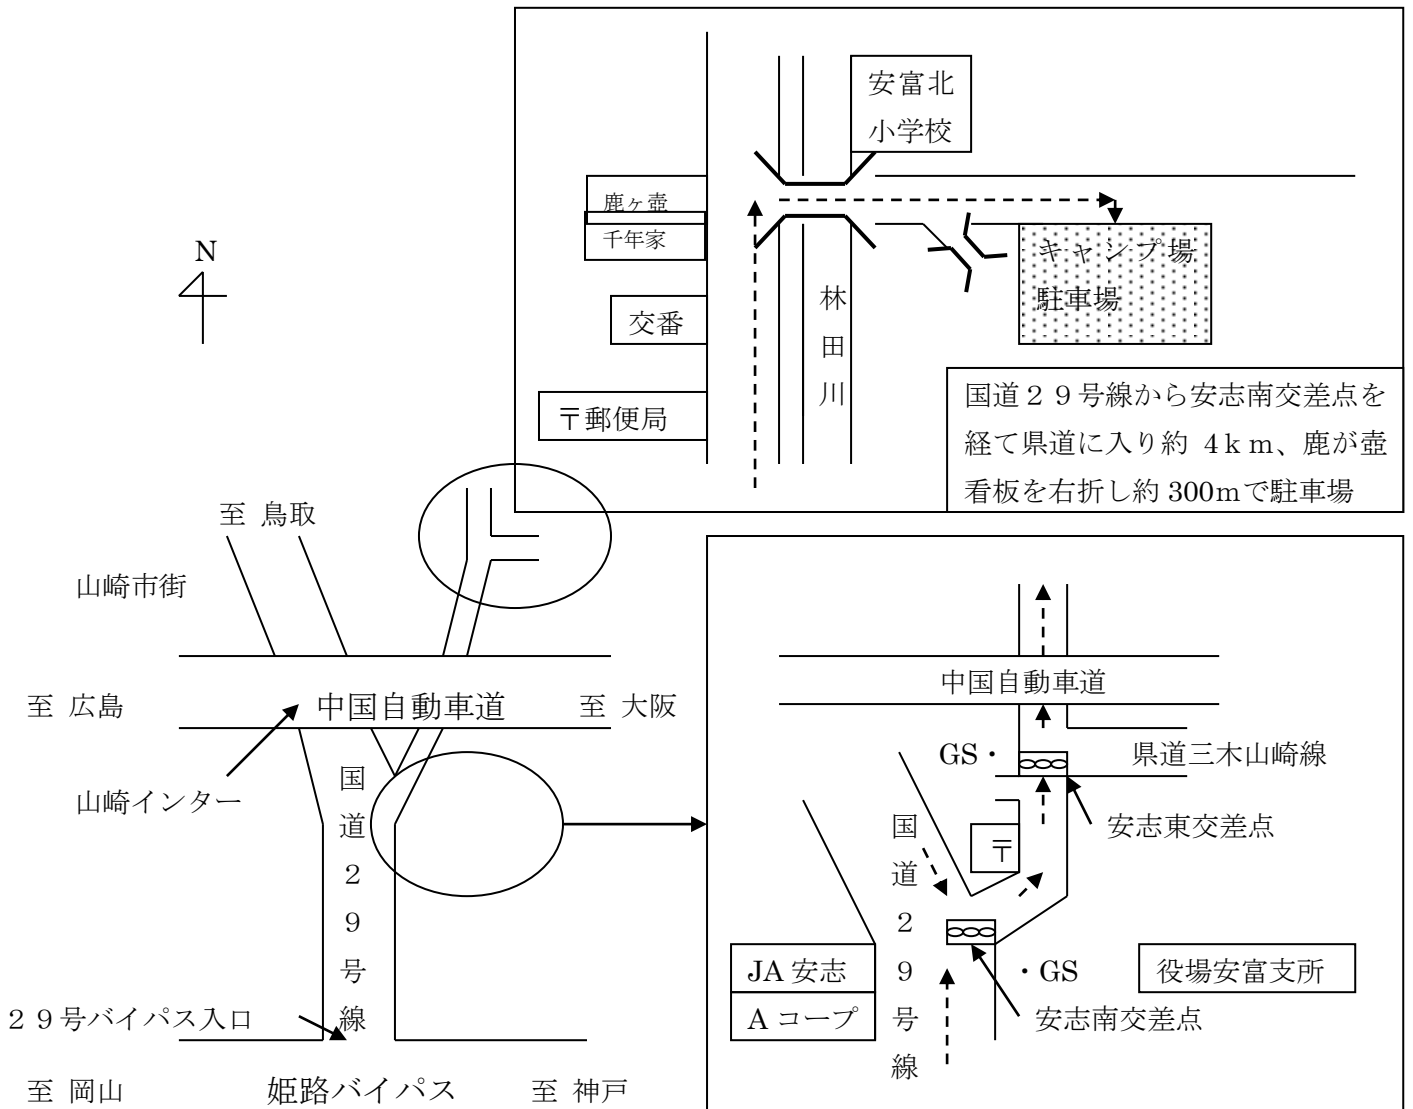 安富北
小学校
鹿ヶ壺
千年家
キャンプ場
駐車場
N
交番
林田川
〒郵便局
国道２９号線から安志南交差点を
経て県道に入り約 4ｋｍ、鹿が壺
看板を右折し約 300ｍで駐車場
至 鳥取
山崎市街
至 広島
中国自動車道
至 大阪
山崎インター
国道２９号線
２９号バイパス入口
至 岡山
姫路バイパス
至 神戸
中国自動車道
GS・
県道三木山崎線
安志東交差点
〒
国道２９号線
JA 安志
A コープ
・GS
役場安富支所
安志南交差点